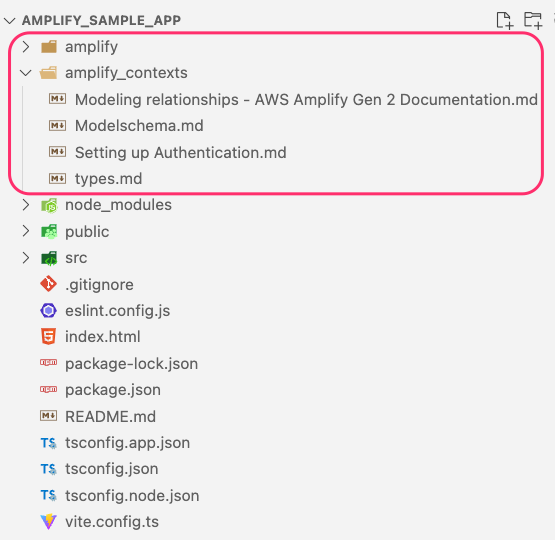 AMPLIFY_SAMPLE_APP
amplify
amplify_contexts
Modeling relationships - AWS Amplify Gen 2 Documentation.md
Modelschema.md
Setting up Authentication.md
types.md
node_modules
public
src
.gitignore
eslint.config.js
index.html
package-lock.json
package.json
README.md
tsconfig.app.json
tsconfig.json
tsconfig.node.json
vite.config.ts